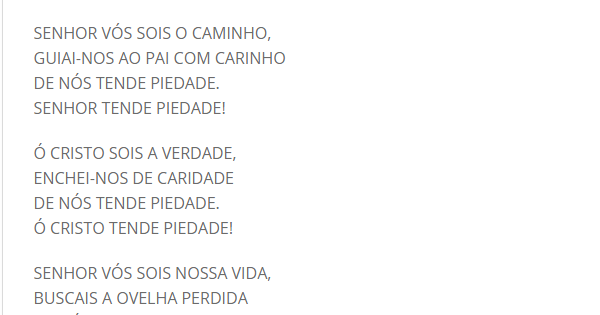 SENHOR VÓS SOIS O CAMINHO,
GUIAI-NOS AO PAI COM CARINHO
DE NÓS TENDE PIEDADE.
SENHOR TENDE PIEDADE!
Ó CRISTO SOIS A VERDADE,
ENCHEI-NOS DE CARIDADE
DE NÓS TENDE PIEDADE.
Ó CRISTO TENDE PIEDADE!
SENHOR VÓS SOIS NOSSA VIDA,
BUSCAIS A OVELHA PERDIDA